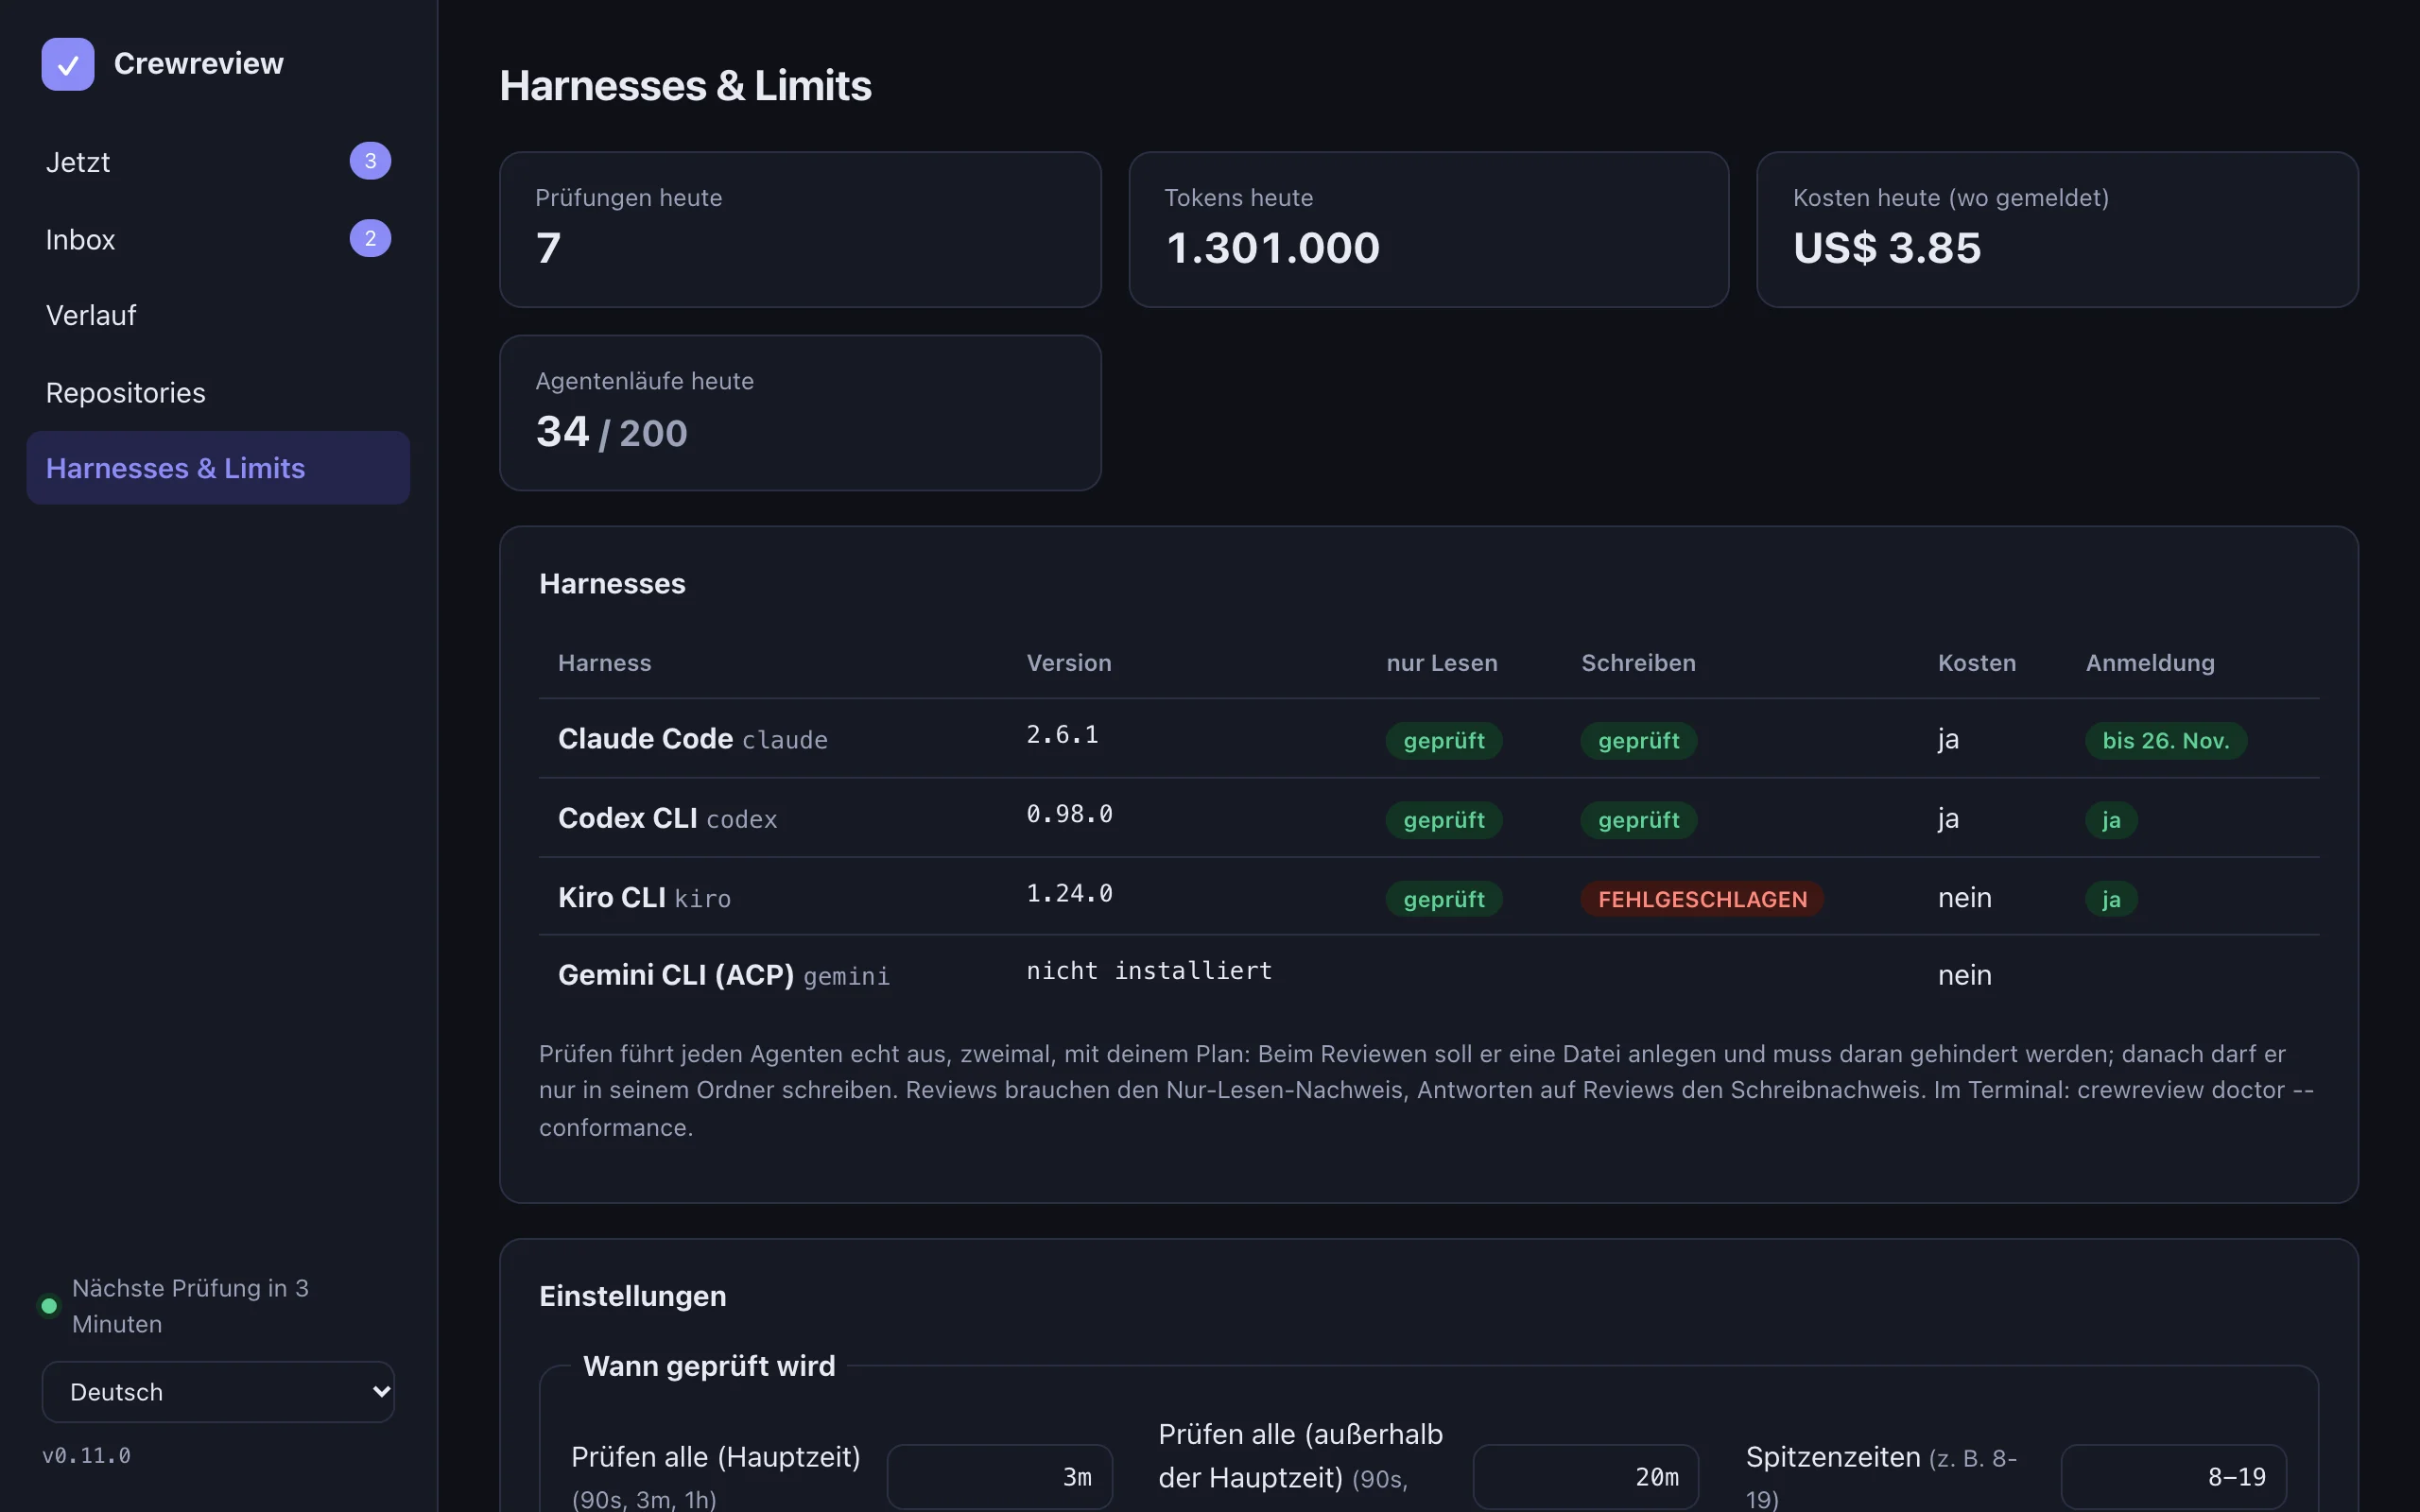 Crewreview
Jetzt 3
Inbox 2
Verlauf
Repositories
Harnesses & Limits
Nächste Prüfung in 3
Minuten
Deutsch
v0.11.0
Harnesses & Limits
Prüfungen heute
7
Tokens heute
1.301.000
Kosten heute (wo gemeldet)
US$ 3.85
Agentenläufe heute
34 / 200
Harnesses
Harness Version nur Lesen Schreiben Kosten Anmeldung
Claude Code claude 2.6.1 geprüft geprüft ja bis 26. Nov.
Codex CLI codex 0.98.0 geprüft geprüft ja ja
Kiro CLI kiro 1.24.0 geprüft FEHLGESCHLAGEN nein ja
Gemini CLI (ACP) gemini nicht installiert nein
Prüfen führt jeden Agenten echt aus, zweimal, mit deinem Plan: Beim Reviewen soll er eine Datei anlegen und muss daran gehindert werden; danach darf er
nur in seinem Ordner schreiben. Reviews brauchen den Nur-Lesen-Nachweis, Antworten auf Reviews den Schreibnachweis. Im Terminal: crewreview doctor --
conformance.
Einstellungen
Wann geprüft wird
Prüfen alle (Hauptzeit)
(90s, 3m, 1h)
3m
Prüfen alle (außerhalb
der Hauptzeit) (90s,
20m
Spitzenzeiten (z. B. 8-
19)
8–19